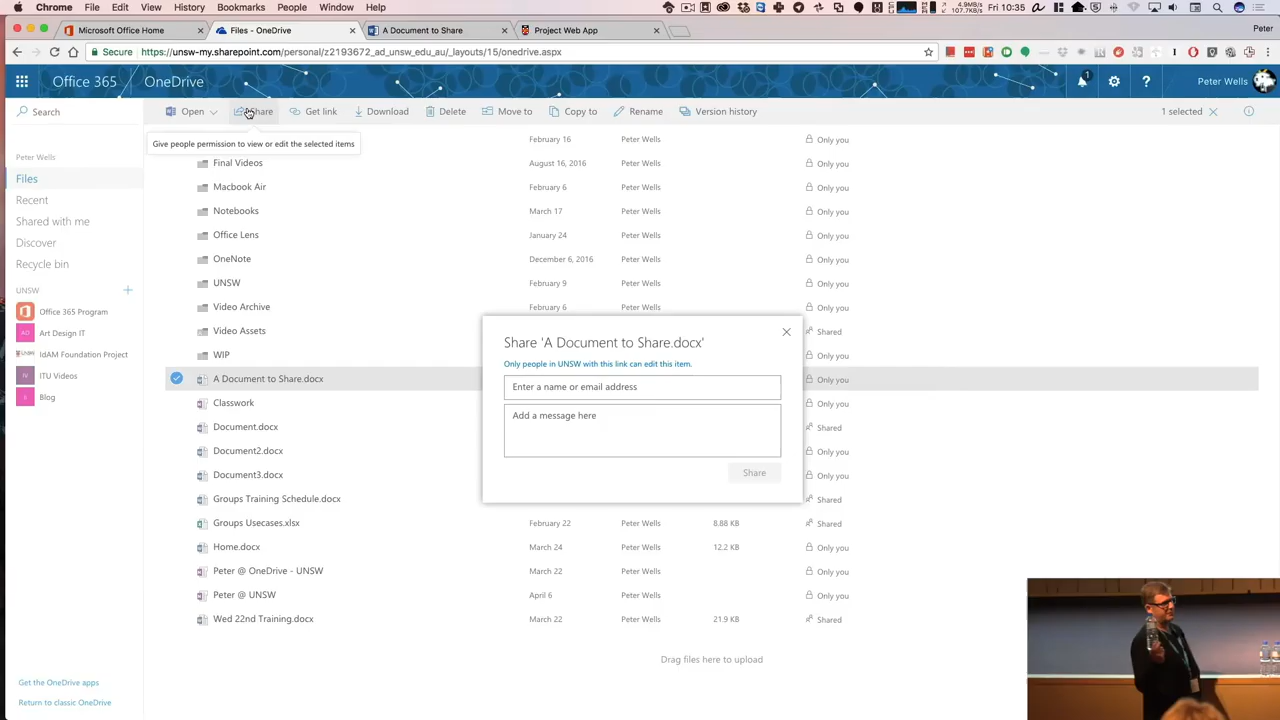 Chrome File Edit View History Bookmarks People Window Help
4.9MB/s
107.7KB/s
Fri 10:35
Microsoft Office Home
Files - OneDrive
A Document to Share
Project Web App
Peter
Secure https://unsw-my.sharepoint.com/personal/z2193672_ad_unsw_edu_au/_layouts/15/onedrive.aspx
Office 365 OneDrive
1
Peter Wells
Search
Open Share Get link Download Delete Move to Copy to Rename Version history
1 selected
Give people permission to view or edit the selected items
Peter Wells
Files
Recent
Shared with me
Discover
Recycle bin
UNSW
Office 365 Program
AD Art Design IT
IdAM Foundation Project
IV ITU Videos
Blog
February 16 Peter Wells Only you
Final Videos August 16, 2016 Peter Wells Only you
Macbook Air February 6 Peter Wells Only you
Notebooks March 17 Peter Wells Only you
Office Lens January 24 Peter Wells Only you
OneNote December 6, 2016 Peter Wells Only you
UNSW February 9 Peter Wells Only you
Video Archive February 6 Peter Wells Only you
Video Assets Shared
WIP Only you
A Document to Share.docx Only you
Classwork Only you
Document.docx Shared
Document2.docx Only you
Document3.docx Only you
Groups Training Schedule.docx Shared
Groups Usecases.xlsx February 22 Peter Wells 8.88 KB Shared
Home.docx March 24 Peter Wells 12.2 KB Only you
Peter @ OneDrive - UNSW March 22 Peter Wells Only you
Peter @ UNSW April 6 Peter Wells Only you
Wed 22nd Training.docx March 22 Peter Wells 21.9 KB Shared
Share 'A Document to Share.docx'
Only people in UNSW with this link can edit this item.
Enter a name or email address
Add a message here
Share
Drag files here to upload
Get the OneDrive apps
Return to classic OneDrive